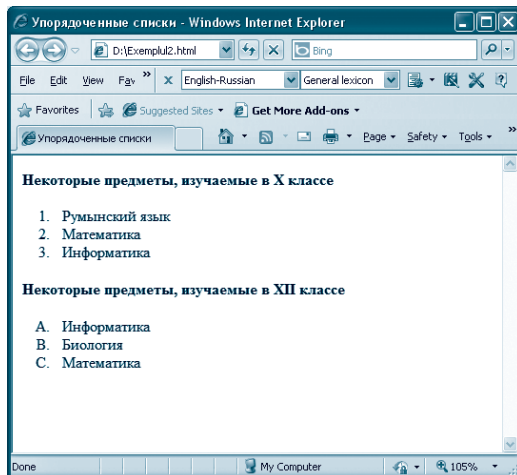 Упорядоченные списки - Windows Internet Explorer
D:\Exemplul2.html Bing
File Edit View Fav » x English-Russian General lexicon
Favorites Suggested Sites Get More Add-ons
Упорядоченные списки Page Safety Tools »
Некоторые предметы, изучаемые в X классе
1. Румынский язык
2. Математика
3. Информатика
Некоторые предметы, изучаемые в XII классе
A. Информатика
B. Биология
C. Математика
Done My Computer 105%